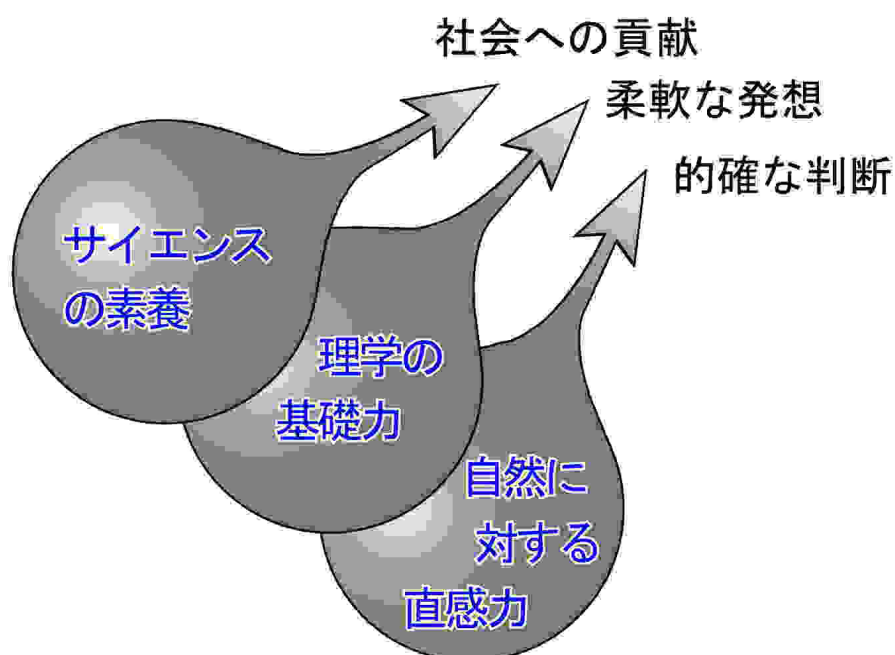 社会への貢献
柔軟な発想
的確な判断
サイエンス
の素養
理学の
基礎力
自然に
対する
直感力